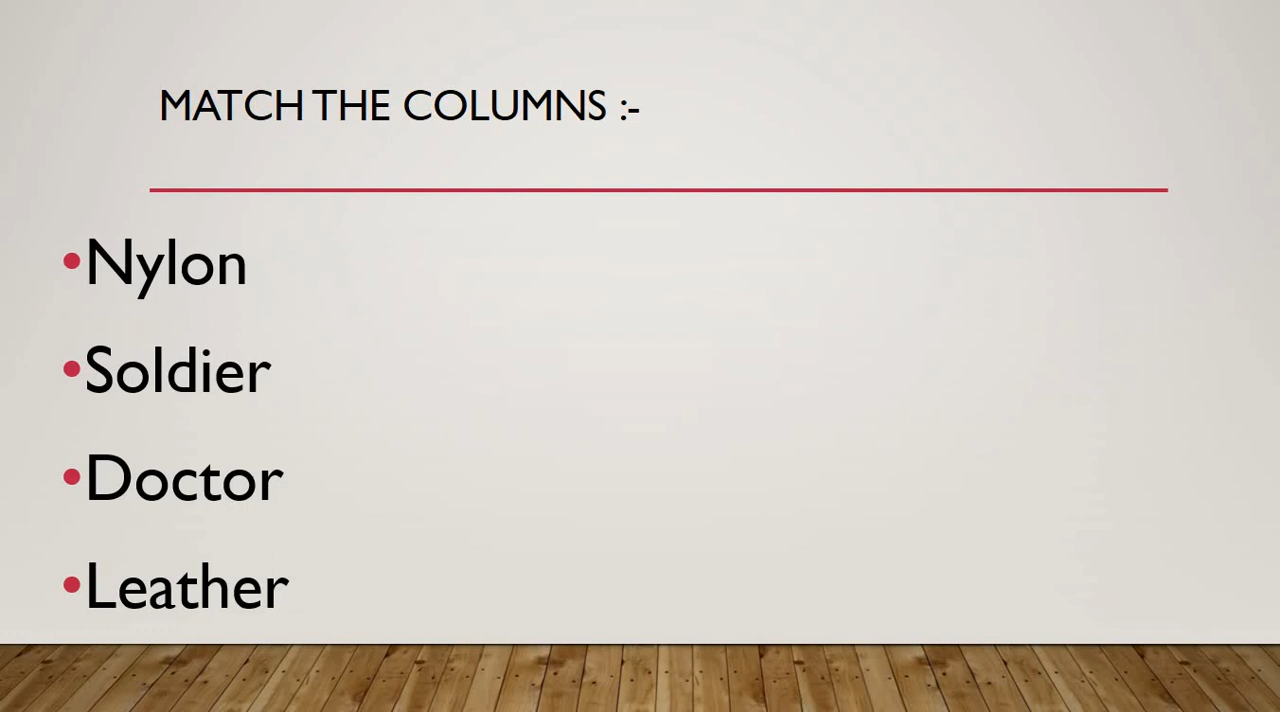 MATCH THE COLUMNS :-
•Nylon
•Soldier
•Doctor
•Leather